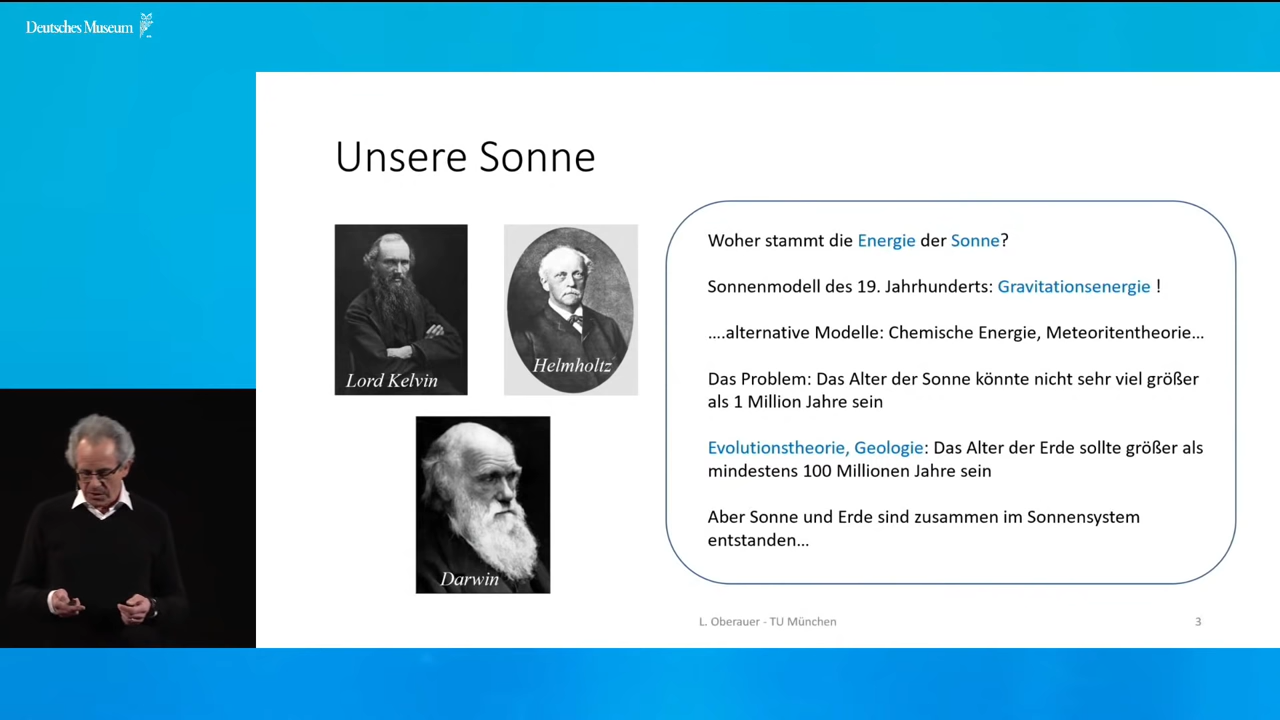 Deutsches Museum
Unsere Sonne
Lord Kelvin
Helmholtz
Darwin
Woher stammt die Energie der Sonne?
Sonnenmodell des 19. Jahrhunderts: Gravitationsenergie !
....alternative Modelle: Chemische Energie, Meteoritentheorie...
Das Problem: Das Alter der Sonne könnte nicht sehr viel größer
als 1 Million Jahre sein
Evolutionstheorie, Geologie: Das Alter der Erde sollte größer als
mindestens 100 Millionen Jahre sein
Aber Sonne und Erde sind zusammen im Sonnensystem
entstanden...
L. Oberauer - TU München
3